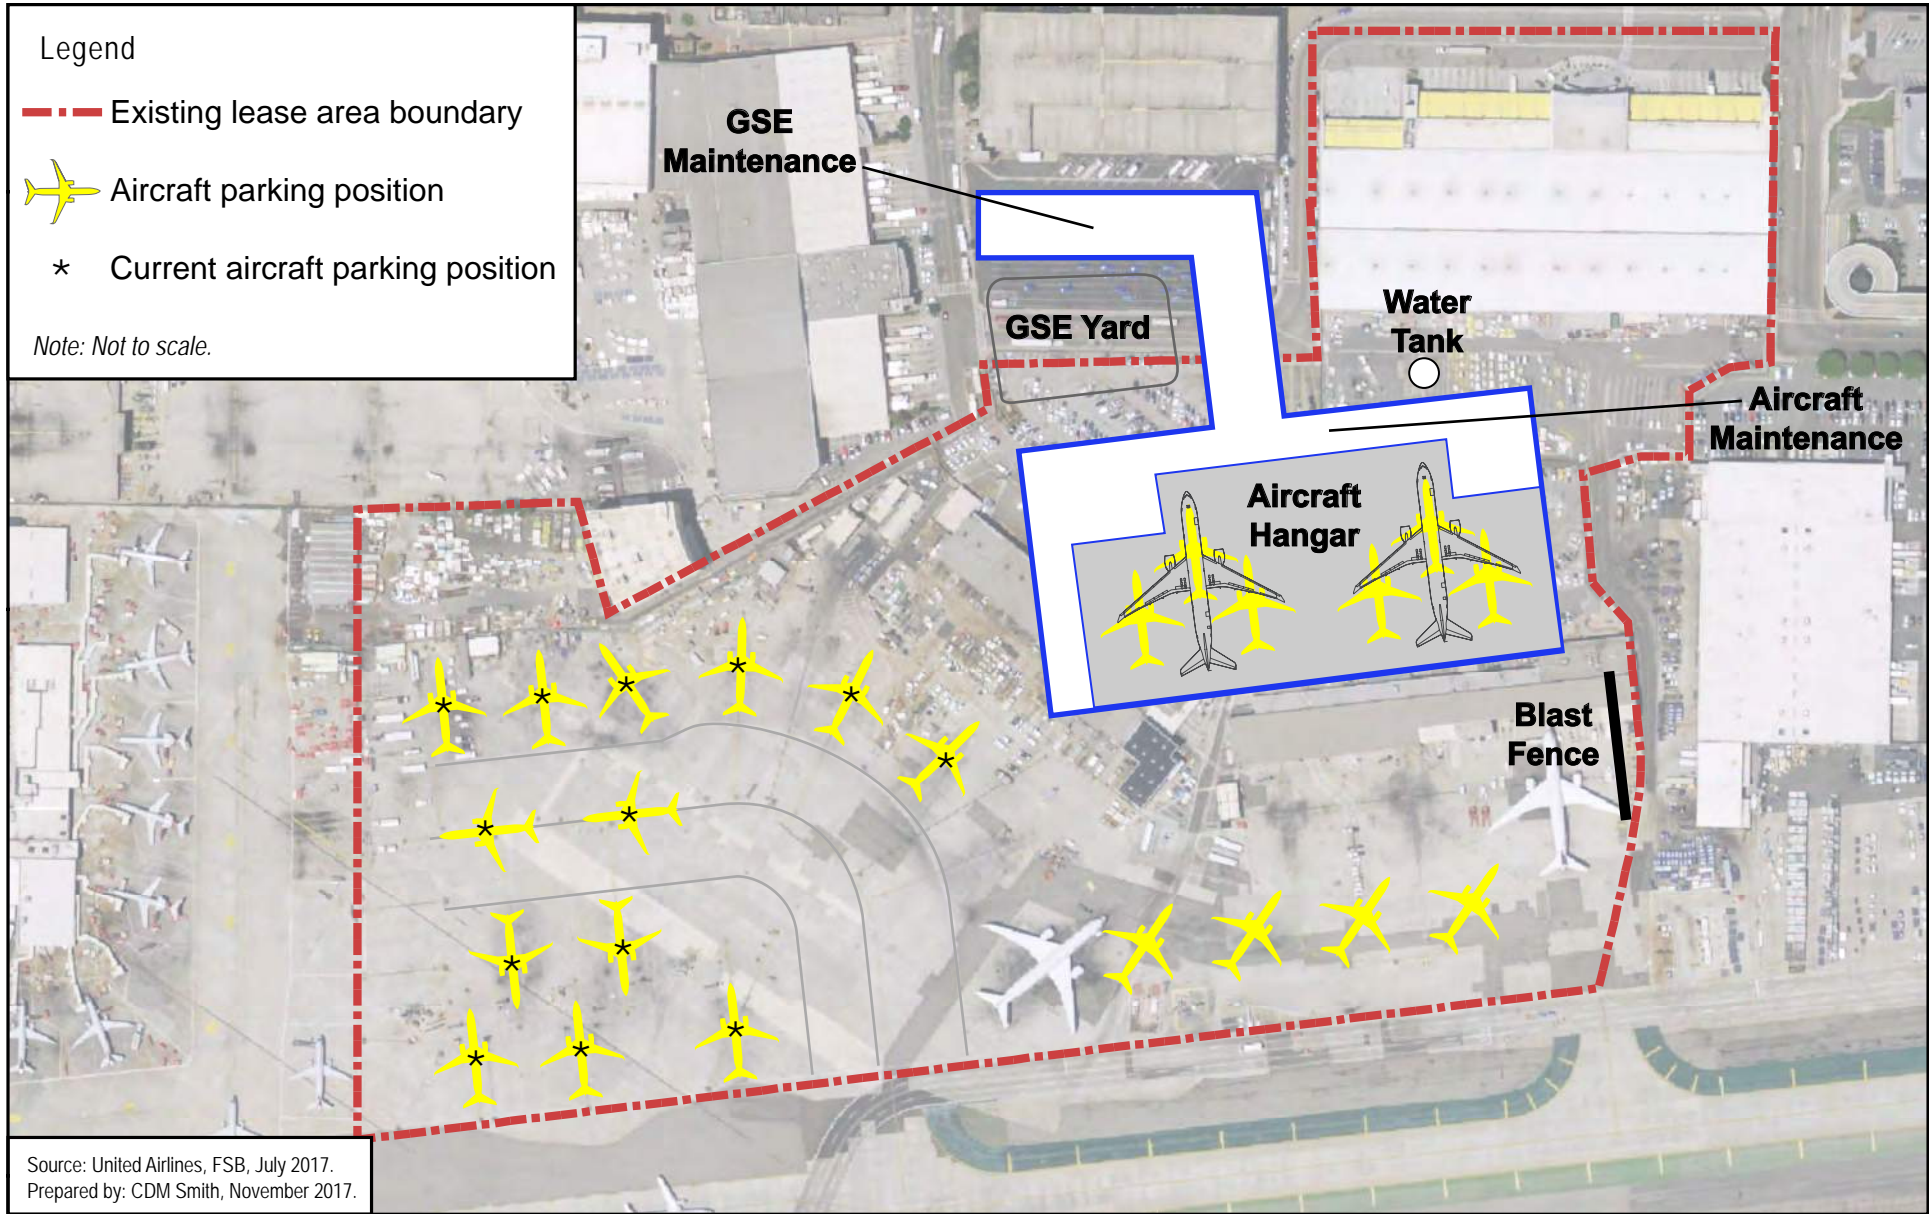 Legend
Existing lease area boundary
Aircraft parking position
* Current aircraft parking position
Note: Not to scale.
GSE
Maintenance
GSE Yard
Water
Tank
Aircraft
Maintenance
Aircraft
Hangar
Blast
Fence
Source: United Airlines, FSB, July 2017.
Prepared by: CDM Smith, November 2017.